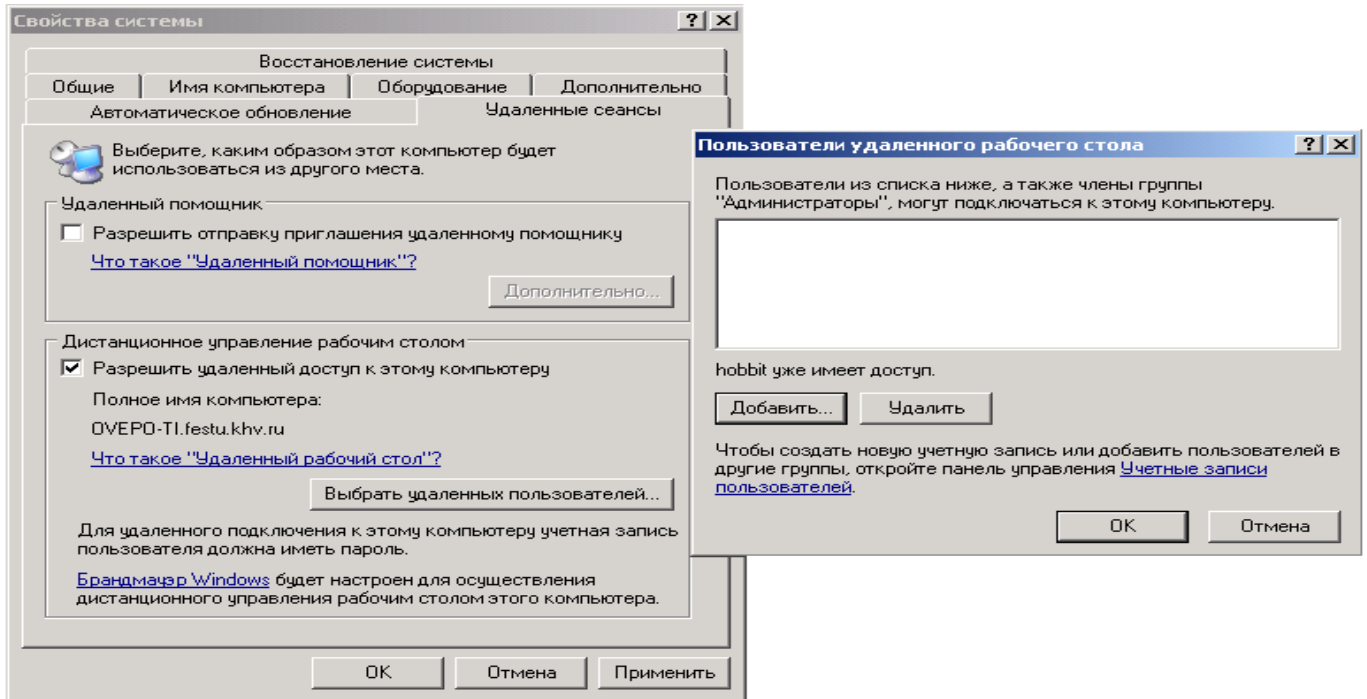 Свойства системы
Восстановление системы
Общие
Имя компьютера
Оборудование
Дополнительно
Автоматическое обновление
Удаленные сеансы
Выберите, каким образом этот компьютер будет
использоваться из другого места.
Удаленный помощник
Разрешить отправку приглашения удаленному помощнику
Что такое "Удаленный помощник"?
Дополнительно...
Дистанционное управление рабочим столом
Разрешить удаленный доступ к этому компьютеру
Полное имя компьютера:
OVEPO-TI.festu.khv.ru
Что такое "Удаленный рабочий стол"?
Выбрать удаленных пользователей...
Для удаленного подключения к этому компьютеру учетная запись
пользователя должна иметь пароль.
Брандмауэр Windows будет настроен для осуществления
дистанционного управления рабочим столом этого компьютера.
ОК
Отмена
Применить
Пользователи удаленного рабочего стола
Пользователи из списка ниже, а также члены группы
"Администраторы", могут подключаться к этому компьютеру.
hobbit уже имеет доступ.
Добавить...
Удалить
Чтобы создать новую учетную запись или добавить пользователей в
другие группы, откройте панель управления Учетные записи
пользователей.
ОК
Отмена